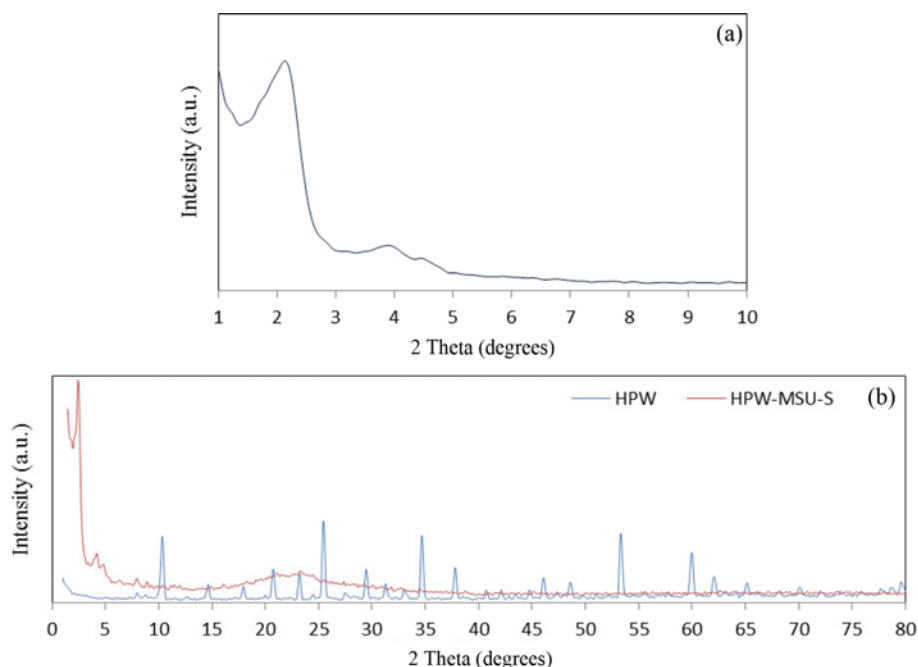 (a)
Intensity (a.u.)
1 2 3 4 5 6 7 8 9 10
2 Theta (degrees)
HPW HPW-MSU-S (b)
Intensity (a.u.)
0 5 10 15 20 25 30 35 40 45 50 55 60 65 70 75 80
2 Theta (degrees)